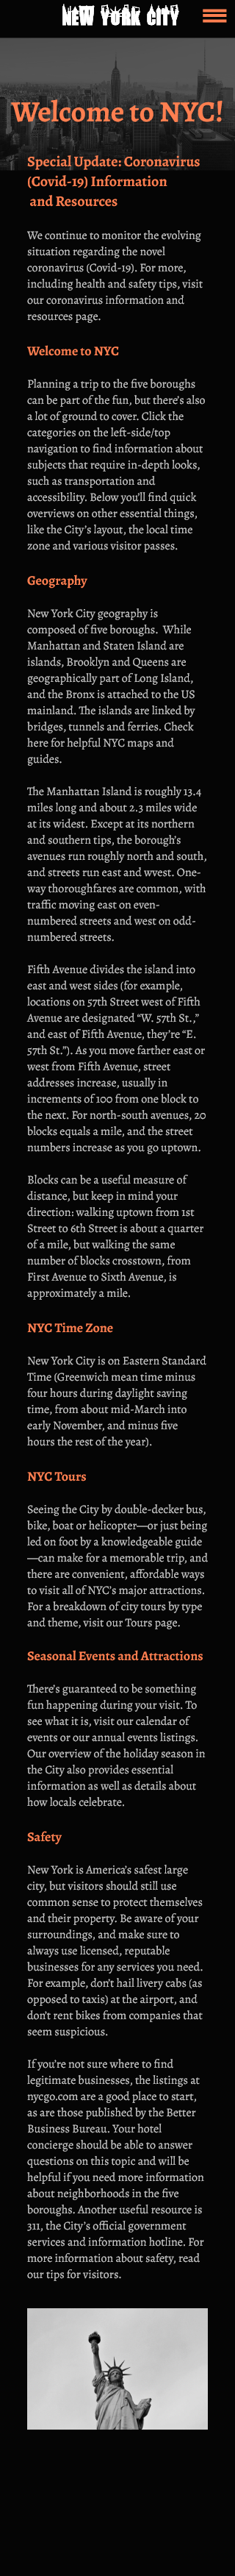 NEW YORK CITY
Welcome to NYC!
Special Update: Coronavirus
(Covid-19) Information
and Resources
We continue to monitor the evolving
situation regarding the novel
coronavirus (Covid-19). For more,
including health and safety tips, visit
our coronavirus information and
resources page.
Welcome to NYC
Planning a trip to the five boroughs
can be part of the fun, but there's also
a lot of ground to cover. Click the
categories on the left-side/top
navigation to find information about
subjects that require in-depth looks,
such as transportation and
accessibility. Below you'll find quick
overviews on other essential things,
like the City's layout, the local time
zone and various visitor passes.
Geography
New York City geography is
composed of five boroughs. While
Manhattan and Staten Island are
islands, Brooklyn and Queens are
geographically part of Long Island,
and the Bronx is attached to the US
mainland. The islands are linked by
bridges, tunnels and ferries. Check
here for helpful NYC maps and
guides.
The Manhattan Island is roughly 13.4
miles long and about 2.3 miles wide
at its widest. Except at its northern
and southern tips, the borough's
avenues run roughly north and south,
and streets run east and wvest. One-
way thoroughfares are common, with
traffic moving east on even-
numbered streets and west on odd-
numbered streets.
Fifth Avenue divides the island into
east and west sides (for example,
locations on 57th Street west of Fifth
Avenue are designated “W. 57th St.,”
and east of Fifth Avenue, they're “E.
57th St.”). As you move farther east or
west from Fifth Avenue, street
addresses increase, usually in
increments of 100 from one block to
the next. For north-south avenues, 20
blocks equals a mile, and the street
numbers increase as you go uptown.
Blocks can be a useful measure of
distance, but keep in mind your
direction: walking uptown from 1st
Street to 6th Street is about a quarter
of a mile, but walking the same
number of blocks crosstown, from
First Avenue to Sixth Avenue, is
approximately a mile.
NYC Time Zone
New York City is on Eastern Standard
Time (Greenwich mean time minus
four hours during daylight saving
time, from about mid-March into
early November, and minus five
hours the rest of the year).
NYC Tours
Seeing the City by double-decker bus,
bike, boat or helicopter—or just being
led on foot by a knowledgeable guide
—can make for a memorable trip, and
there are convenient, affordable ways
to visit all of NYC's major attractions.
For a breakdown of city tours by type
and theme, visit our Tours page.
Seasonal Events and Attractions
There's guaranteed to be something
fun happening during your visit. To
see what it is, visit our calendar of
events or our annual events listings.
Our overview of the holiday season in
the City also provides essential
information as well as details about
how locals celebrate.
Safety
New York is America's safest large
city, but visitors should still use
common sense to protect themselves
and their property. Be aware of your
surroundings, and make sure to
always use licensed, reputable
businesses for any services you need.
For example, don't hail livery cabs (as
opposed to taxis) at the airport, and
don't rent bikes from companies that
seem suspicious.
If you're not sure where to find
legitimate businesses, the listings at
nycgo.com are a good place to start,
as are those published by the Better
Business Bureau. Your hotel
concierge should be able to answer
questions on this topic and will be
helpful if you need more information
about neighborhoods in the five
boroughs. Another useful resource is
311, the City's official government
services and information hotline. For
more information about safety, read
our tips for visitors.